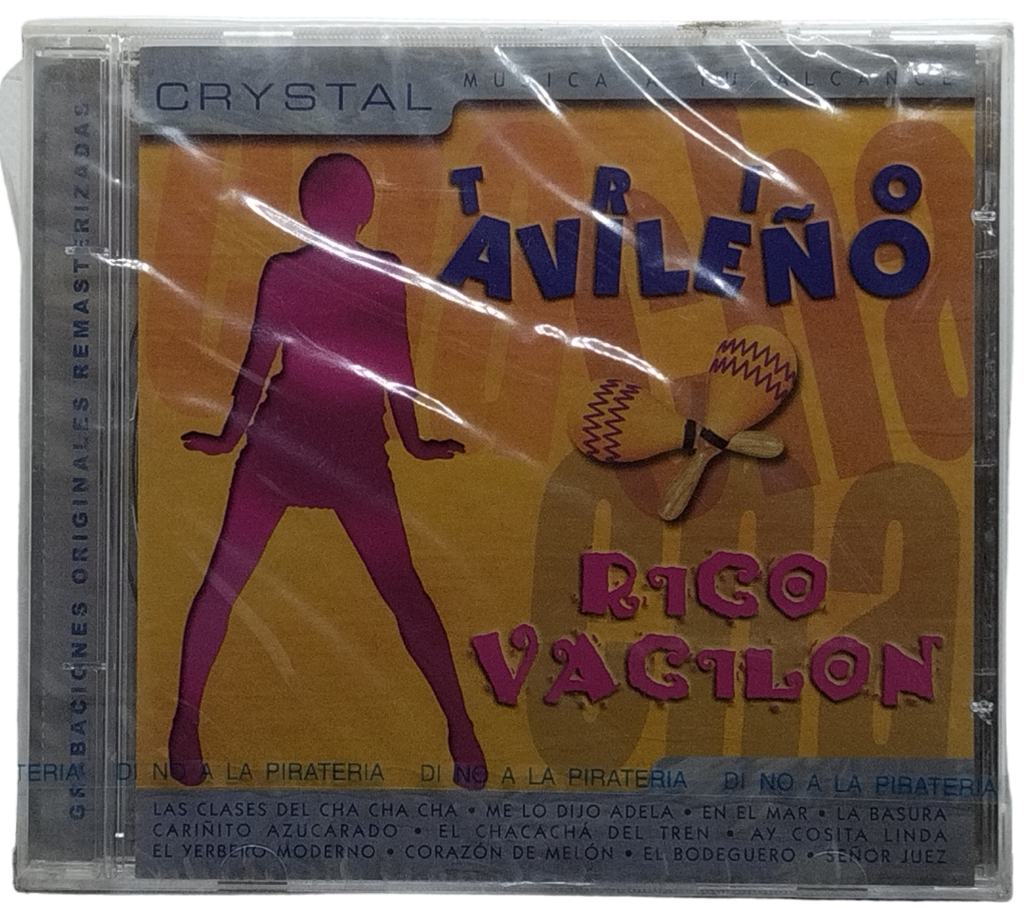 CRYSTAL
MUSICA A TU ALCANCE
GRABACIONES ORIGINALES REMASTERIZADAS
TRIO
AVILEÑO
Cha
Cha
RICO
VACILON
TERIA DI NO A LA PIRATERIA DI NO A LA PIRATERIA DI NO A LA PIRATERIA
LAS CLASES DEL CHA CHA CHA • ME LO DIJO ADELA • EN EL MAR • LA BASURA
CARIÑITO AZUCARADO • EL CHACACHÁ DEL TREN • AY COSITA LINDA
EL YERBERO MODERNO • CORAZÓN DE MELÓN • EL BODEGUERO • SEÑOR JUEZ